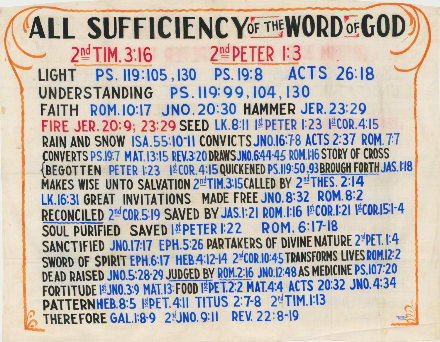 ALL SUFFICIENCY OF THE WORD OF GOD
2nd TIM. 3:16 2nd PETER 1:3
LIGHT PS. 119:105, 130 PS. 19:8 ACTS 26:18
UNDERSTANDING PS. 119:99, 104, 130
FAITH ROM. 10:17 JNO. 20:30 HAMMER JER. 23:29
FIRE JER. 20:9; 23:29 SEED LK. 8:11 1st PETER 1:23 1st COR. 4:15
RAIN AND SNOW ISA. 55:10-11 CONVICTS JNO. 16:7-8 ACTS 2:37 ROM. 7:7
CONVERTS PS. 19:7 MAT. 13:15 REV. 3:20 DRAWS JNO. 6:44-45 ROM. 1:16 STORY OF CROSS
(BEGOTTEN PETER 1:23 1st COR. 4:15 QUICKENED PS. 119:50, 93 BROUGH FORTH JAS. 1:18
MAKES WISE UNTO SALVATION 2nd TIM. 3:15 CALLED BY 2nd THES. 2:14
LK. 16:31 GREAT INVITATIONS MADE FREE JNO. 8:32 ROM. 8:2
RECONCILED 2nd COR. 5:19 SAVED BY JAS. 1:21 ROM. 1:16 1st COR. 1:21 1st COR. 15:1-4
SOUL PURIFIED SAVED 1st PETER 1:22 ROM. 6:17-18
SANCTIFIED JNO. 17:17 EPH. 5:26 PARTAKERS OF DIVINE NATURE 2nd PET. 1:4
SWORD OF SPIRIT EPH. 6:17 HEB. 4:12-14 2nd COR. 10:45 TRANSFORMS LIVES ROM. 12:2
DEAD RAISED JNO. 5:28-29 JUDGED BY ROM. 2:16 JNO. 12:48 AS MEDICINE PS. 107:20
FORTITUDE 1st JNO. 3:9 MAT. 13: FOOD 1st PET. 2:2 MAT. 4:4 ACTS 20:32 JNO. 4:34
PATTERN HEB. 8:5 1st PET. 4:11 TITUS 2:7-8 2nd TIM. 1:13
THEREFORE GAL. 1:8-9 2nd JNO. 9:11 REV. 22:8-19